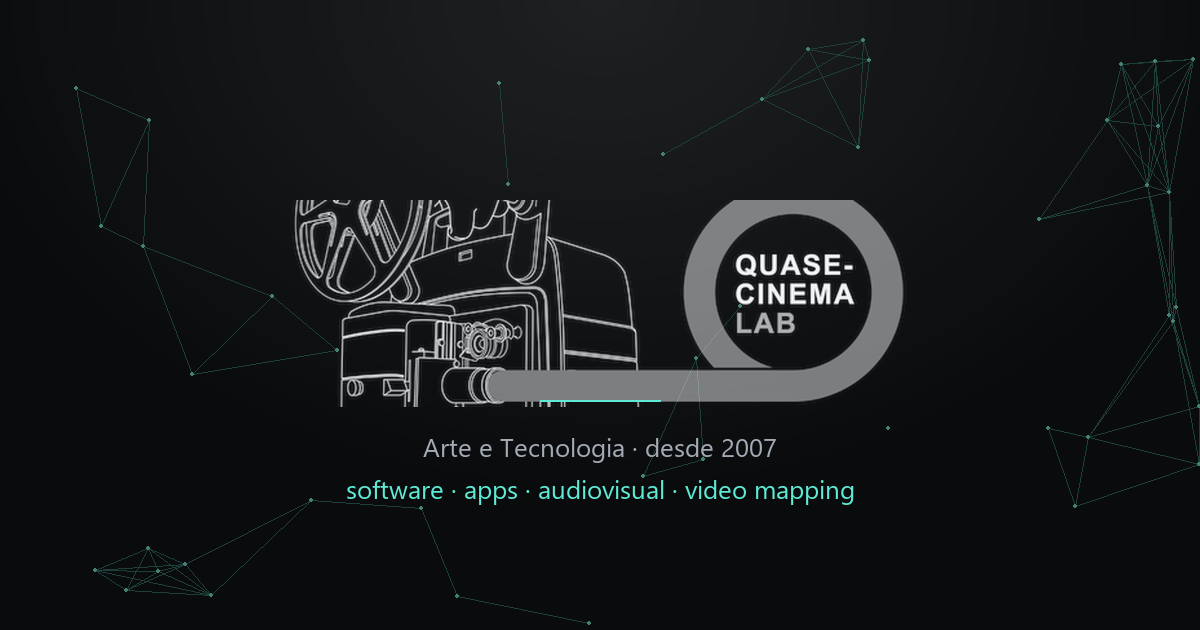 QUASE-
CINEMA
LAB
Arte e Tecnologia · desde 2007
software · apps · audiovisual · video mapping